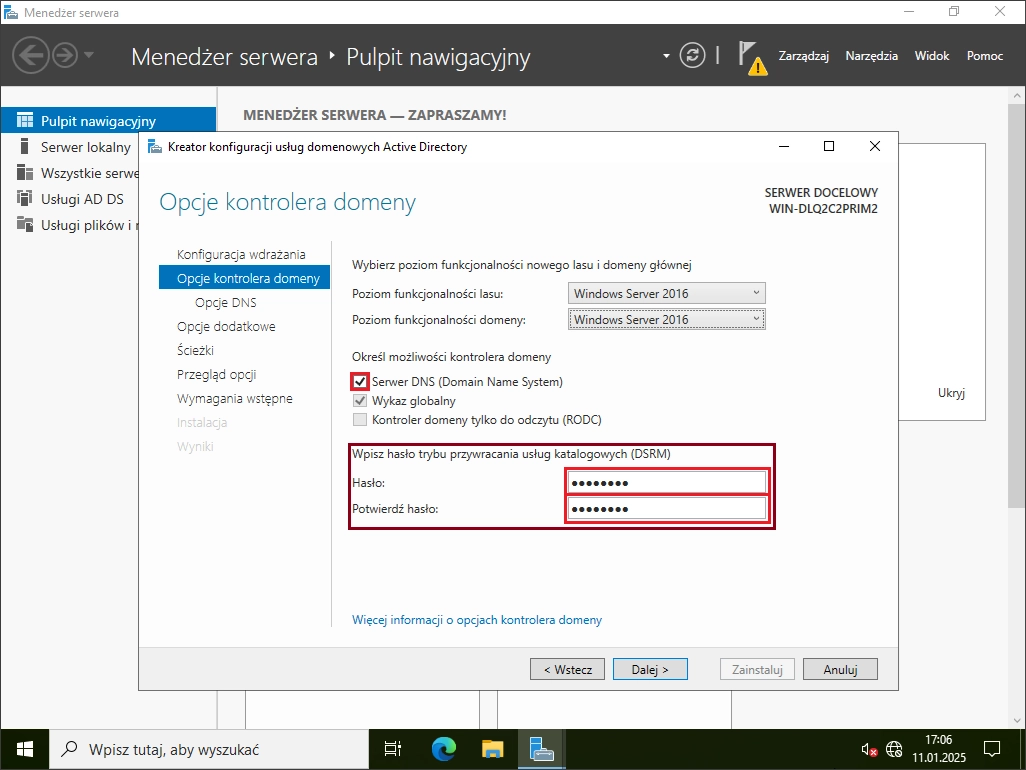 Menedżer serwera
Menedżer serwera ‣ Pulpit nawigacyjny
Zarządzaj Narzędzia Widok Pomoc
Pulpit nawigacyjny
Serwer lokalny
Wszystkie serwe
Usługi AD DS
Usługi plików i
MENEDŻER SERWERA — ZAPRASZAMY!
Ukryj
Kreator konfiguracji usług domenowych Active Directory
Opcje kontrolera domeny
SERWER DOCELOWY
WIN-DLQ2C2PRIM2
Konfiguracja wdrażania
Opcje kontrolera domeny
Opcje DNS
Opcje dodatkowe
Ścieżki
Przegląd opcji
Wymagania wstępne
Instalacja
Wyniki
Wybierz poziom funkcjonalności nowego lasu i domeny głównej
Poziom funkcjonalności lasu: Windows Server 2016
Poziom funkcjonalności domeny: Windows Server 2016
Określ możliwości kontrolera domeny
Serwer DNS (Domain Name System)
Wykaz globalny
Kontroler domeny tylko do odczytu (RODC)
Wpisz hasło trybu przywracania usług katalogowych (DSRM)
Hasło: ●●●●●●●●
Potwierdź hasło: ●●●●●●●●
Więcej informacji o opcjach kontrolera domeny
< Wstecz Dalej > Zainstaluj Anuluj
Wpisz tutaj, aby wyszukać
17:06
11.01.2025